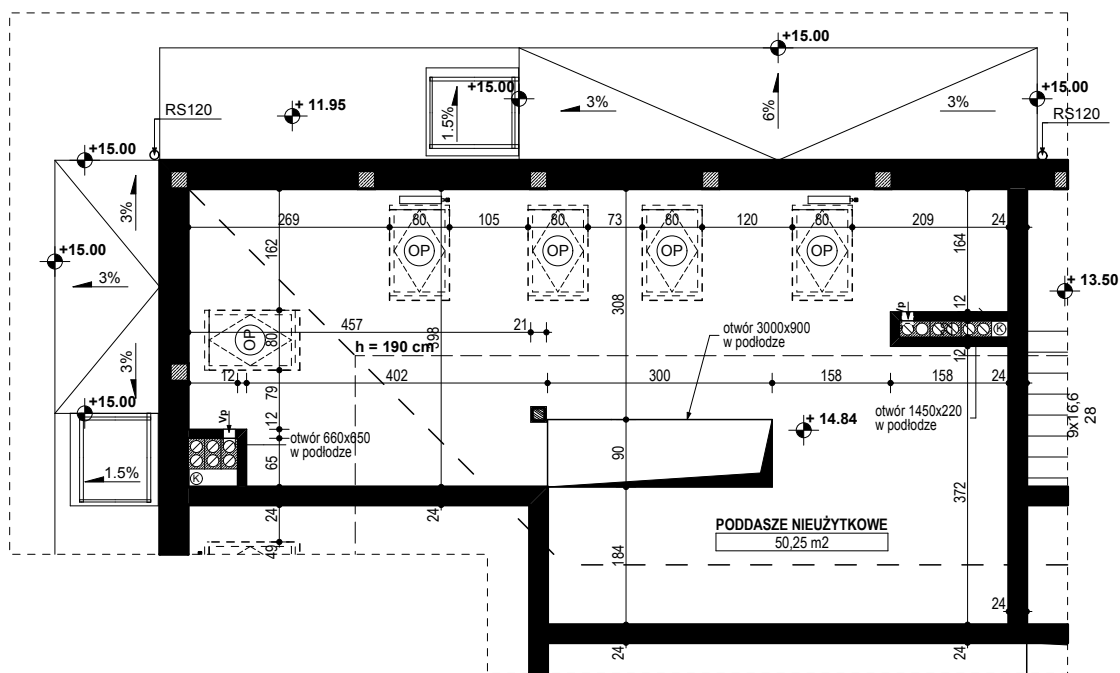 +15.00
+15.00
+15.00
RS120
+ 11.95
1.5%
3%
6%
3%
RS120
+15.00
3%
+15.00
3%
3%
+15.00
1.5%
269
80
105
80
73
80
120
80
209
24
162
OP
OP
OP
OP
164
308
398
+ 13.50
457
21
12
Vp
OP
80
h = 190 cm
otwór 3000x900
w podłodze
K
12
12
402
300
158
158
24
79
Vp
12
otwór 660x650
w podłodze
65
K
90
+ 14.84
otwór 1450x220
w podłodze
9x16,6
28
372
24
24
49
184
PODDASZE NIEUŻYTKOWE
50,25 m2
24
24
24